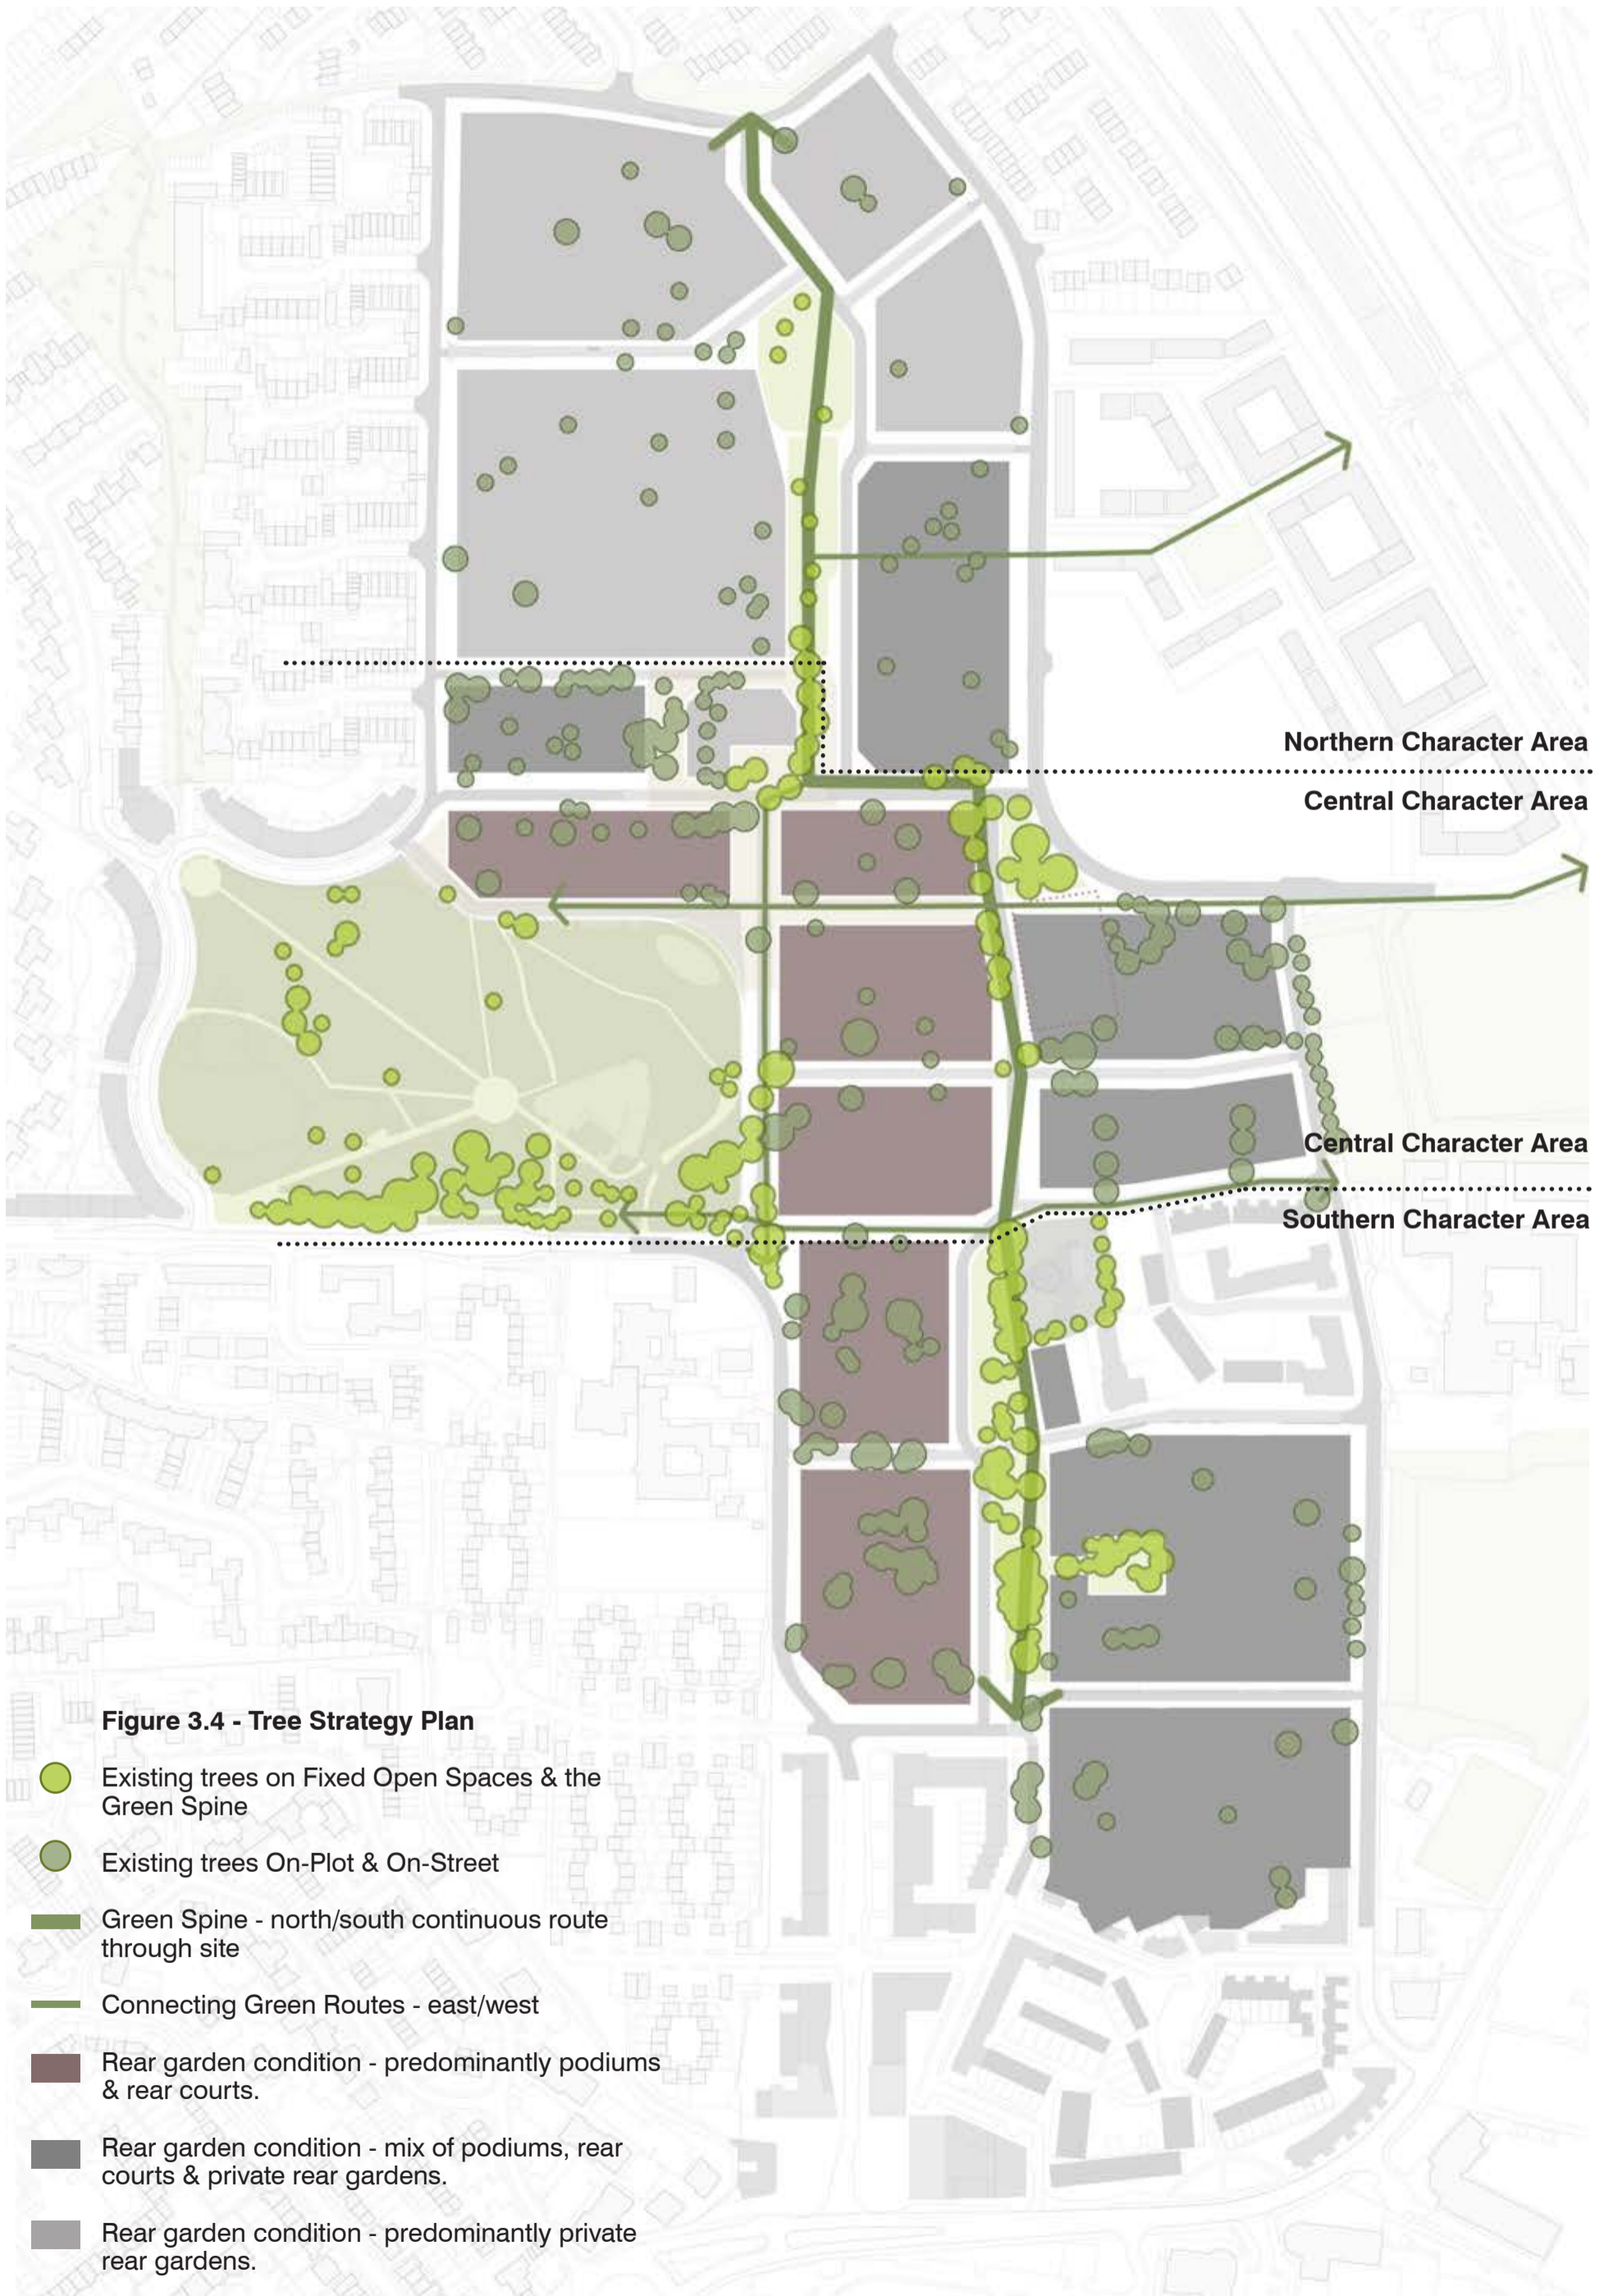 Northern Character Area
Central Character Area
Central Character Area
Southern Character Area
Figure 3.4 - Tree Strategy Plan
Existing trees on Fixed Open Spaces & the
Green Spine
Existing trees On-Plot & On-Street
Green Spine - north/south continuous route
through site
Connecting Green Routes - east/west
Rear garden condition - predominantly podiums
& rear courts.
Rear garden condition - mix of podiums, rear
courts & private rear gardens.
Rear garden condition - predominantly private
rear gardens.